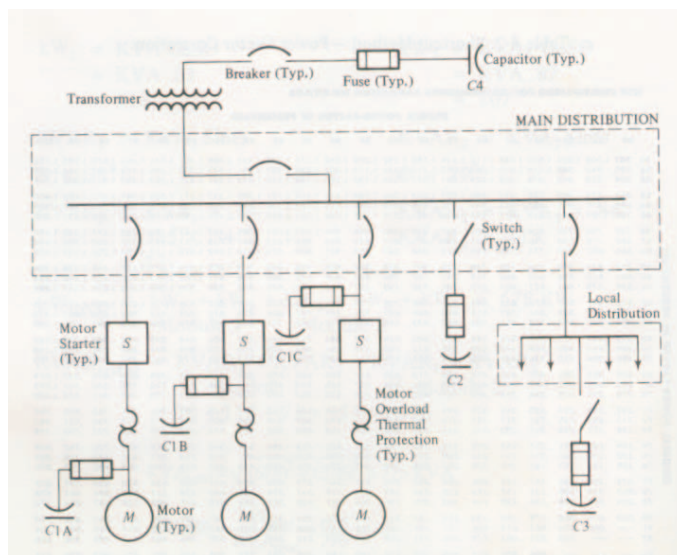 Breaker (Typ.)
Fuse (Typ.)
Capacitor (Typ.)
C4
Transformer
MAIN DISTRIBUTION
Switch
(Typ.)
Local
Distribution
Motor
Starter
(Typ.)
S
S
C1C
S
C2
C1B
Motor
Overload
Thermal
Protection
(Typ.)
C1A
M
Motor
(Typ.)
M
M
C3